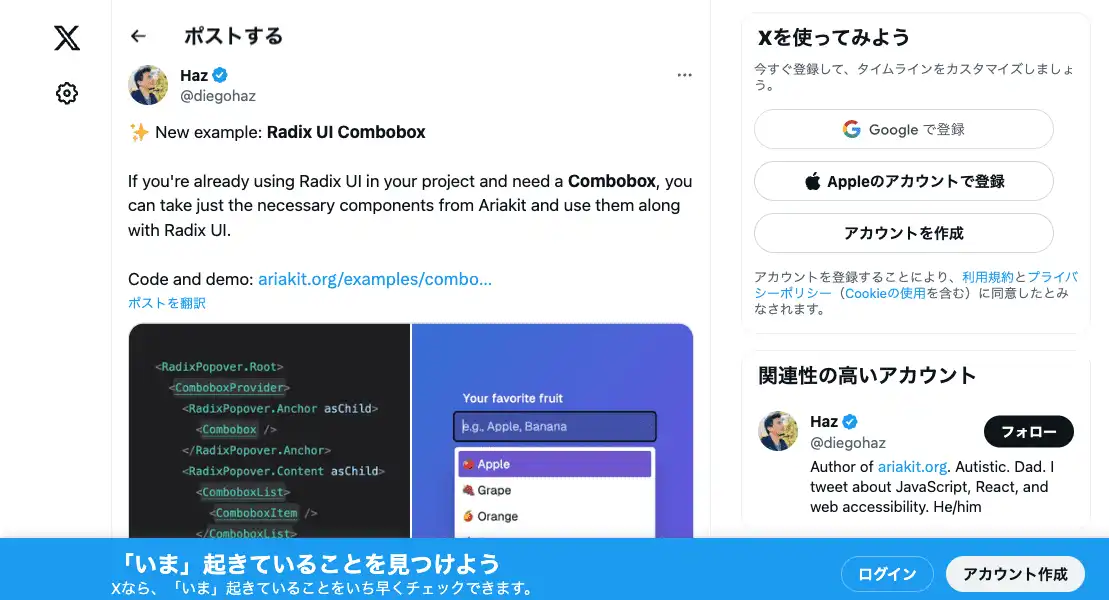 ポストする
Haz
@diegohaz
✨ New example: Radix UI Combobox
If you're already using Radix UI in your project and need a Combobox, you
can take just the necessary components from Ariakit and use them along
with Radix UI.
Code and demo: ariakit.org/examples/combo...
ポストを翻訳
<RadixPopover.Root>
<ComboboxProvider>
<RadixPopover.Anchor asChild>
<Combobox />
</RadixPopover.Anchor>
<RadixPopover.Content asChild>
<ComboboxList>
<ComboboxItem />
</ComboboxList>
Your favorite fruit
e.g., Apple, Banana
Apple
Grape
Orange
Xを使ってみよう
今すぐ登録して、タイムラインをカスタマイズしましょ
う。
Google で登録
Appleのアカウントで登録
アカウントを作成
アカウントを登録することにより、利用規約とプライバ
シーポリシー（Cookieの使用を含む）に同意したとみ
なされます。
関連性の高いアカウント
Haz
@diegohaz
フォロー
Author of ariakit.org. Autistic. Dad. I
tweet about JavaScript, React, and
web accessibility. He/him
「いま」起きていることを見つけよう
Xなら、「いま」起きていることをいち早くチェックできます。
ログイン
アカウント作成